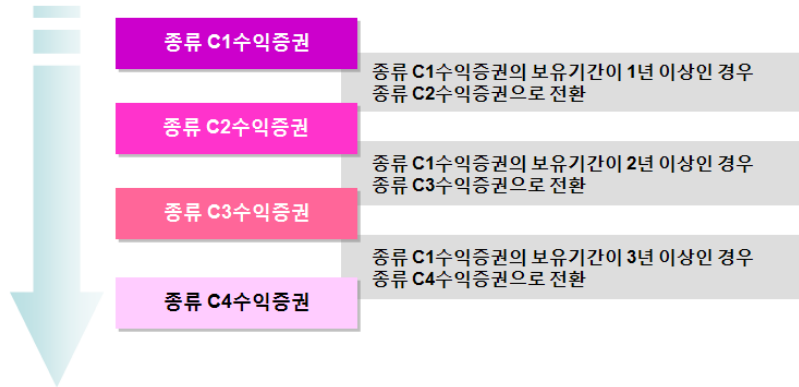 종류 C1수익증권
종류 C1수익증권의 보유기간이 1년 이상인 경우
종류 C2수익증권으로 전환
종류 C2수익증권
종류 C1수익증권의 보유기간이 2년 이상인 경우
종류 C3수익증권으로 전환
종류 C3수익증권
종류 C1수익증권의 보유기간이 3년 이상인 경우
종류 C4수익증권으로 전환
종류 C4수익증권